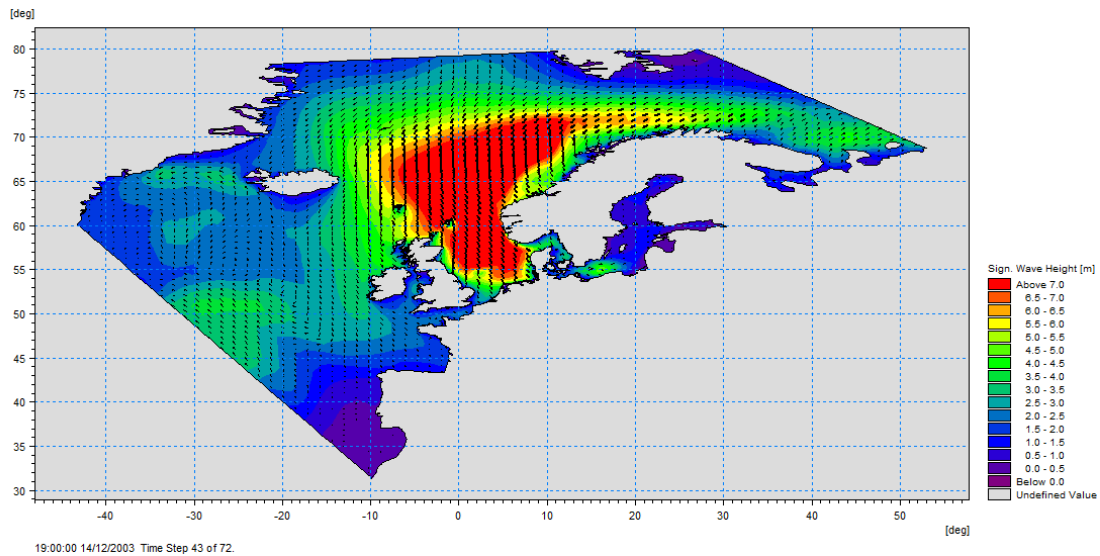 [deg]
80
75
70
65
60
55
50
45
40
35
30
-40
-30
-20
-10
0
10
20
30
40
50
[deg]
Sign. Wave Height [m]
Above 7.0
6.5 - 7.0
6.0 - 6.5
5.5 - 6.0
5.0 - 5.5
4.5 - 5.0
4.0 - 4.5
3.5 - 4.0
3.0 - 3.5
2.5 - 3.0
2.0 - 2.5
1.5 - 2.0
1.0 - 1.5
0.5 - 1.0
0.0 - 0.5
Below 0.0
Undefined Value
19:00:00 14/12/2003 Time Step 43 of 72.